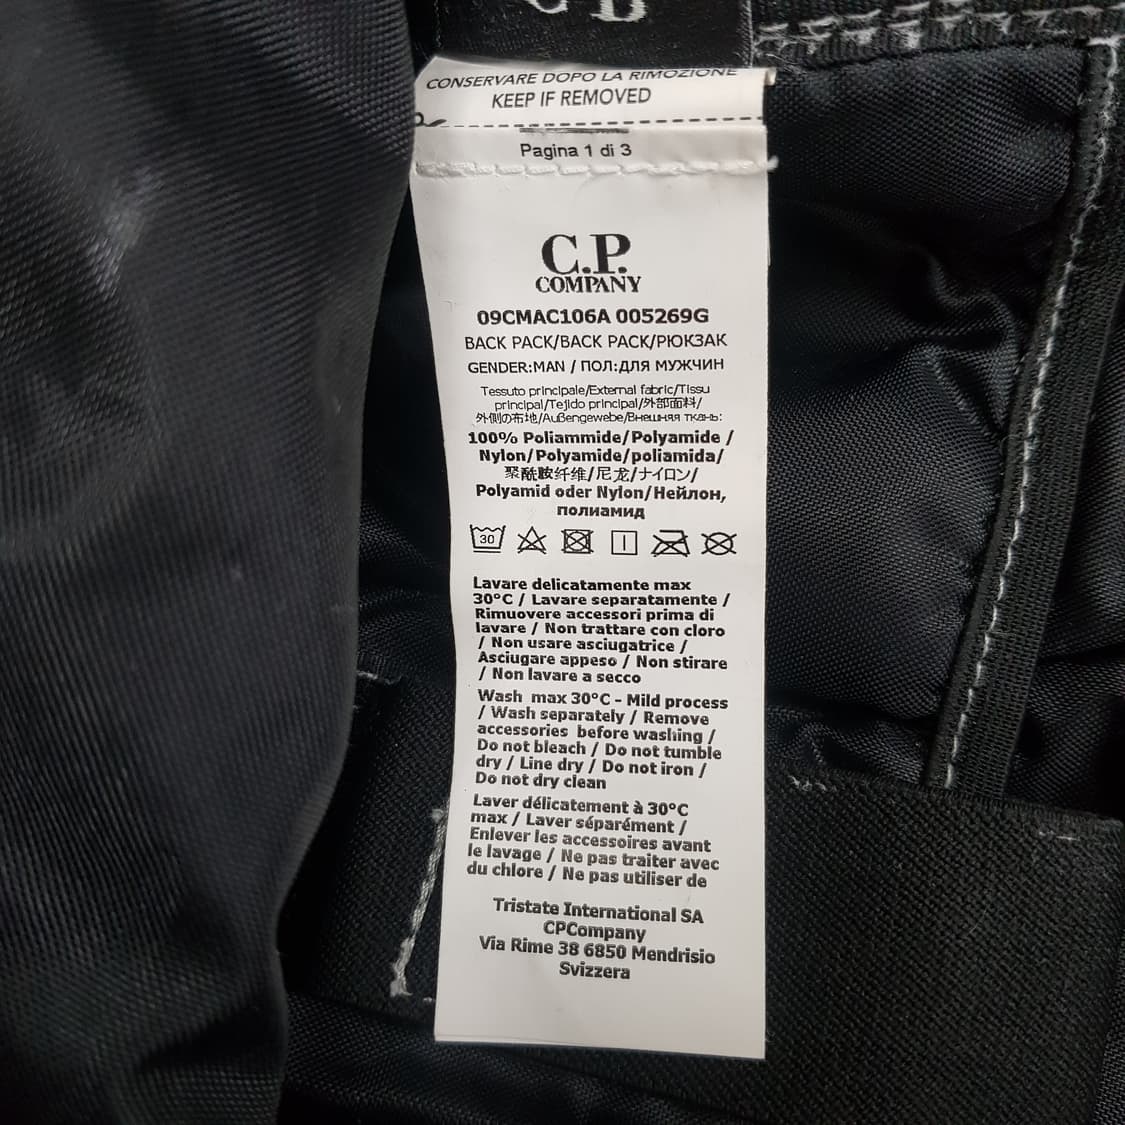 CONSERVARE DOPO LA RIMOZIONE
KEEP IF REMOVED
Pagina 1 di 3
C.P.
COMPANY
09CMAC106A 005269G
BACK PACK/BACK PACK/РЮКЗАК
GENDER:MAN / ПОЛ:ДЛЯ МУЖЧИН
Tessuto principale/External fabric/Tissu
principal/Tejido principal/外部面料/
外側の布地/Außengewebe/Внешняя ткань:
100% Poliammide/Polyamide /
Nylon/Polyamide/poliamida/
聚酰胺纤维/尼龙/ナイロン/
Polyamid oder Nylon/Нейлон,
полиамид
30
Lavare delicatamente max
30°C / Lavare separatamente /
Rimuovere accessori prima di
lavare / Non trattare con cloro
/ Non usare asciugatrice /
Asciugare appeso / Non stirare
/ Non lavare a secco
Wash max 30°C - Mild process
/ Wash separately / Remove
accessories before washing /
Do not bleach / Do not tumble
dry / Line dry / Do not iron /
Do not dry clean
Laver délicatement à 30°C
max / Laver séparément /
Enlever les accessoires avant
le lavage / Ne pas traiter avec
du chlore / Ne pas utiliser de
Tristate International SA
CPCompany
Via Rime 38 6850 Mendrisio
Svizzera